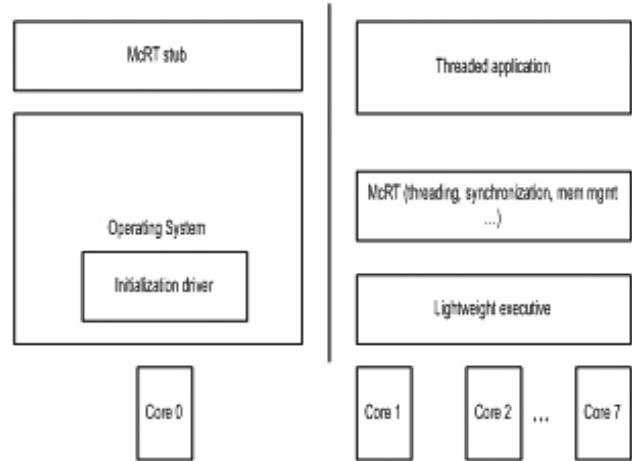 McRT stub
Operating System
Initialization driver
Core 0
Threaded application
McRT (threading, synchronization, mem mgmt
...)
Lightweight executive
Core 1
Core 2
...
Core 7